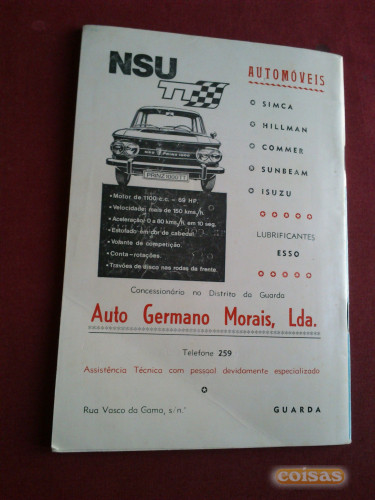 NSU
TT
AUTOMÓVEIS
SIMCA
HILLMAN
COMMER
SUNBEAM
ISUZU
LUBRIFICANTES
ESSO
PRINZ 1000TT
• Motor de 1100 c.c. – 69 HP.
• Velocidade: mais de 150 kms/h.
• Aceleração: 0 a 80 kms/h. em 10 seg.
• Estofado em cor de cabedal.
• Volante de competição.
• Conta-rotações.
• Travões de disco nas rodas da frente.
Concessionário no Distrito da Guarda
Auto Germano Morais, Lda.
Telefone 259
Assistência Técnica com pessoal devidamente especializado
Rua Vasco da Gama, s/n.º GUARDA
coisas